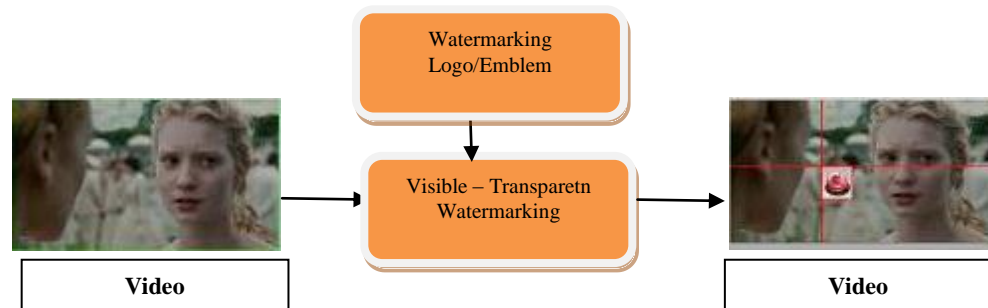 Watermarking
Logo/Emblem
Visible – Transparetn
Watermarking
Video
Video